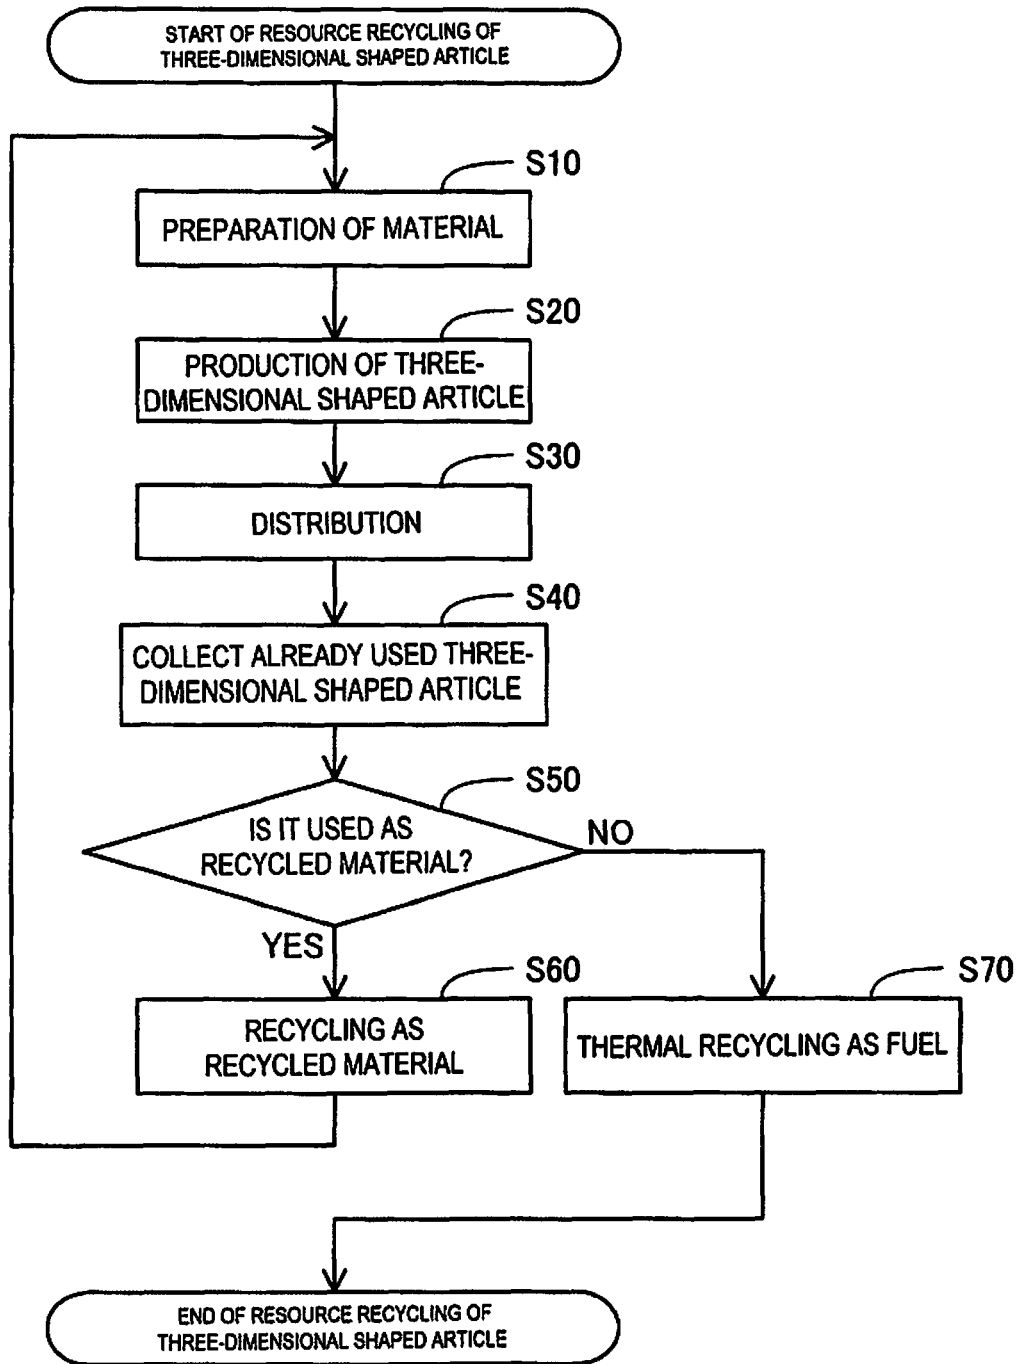 START OF RESOURCE RECYCLING OF
THREE-DIMENSIONAL SHAPED ARTICLE
S10
PREPARATION OF MATERIAL
S20
PRODUCTION OF THREE-
DIMENSIONAL SHAPED ARTICLE
S30
DISTRIBUTION
S40
COLLECT ALREADY USED THREE-
DIMENSIONAL SHAPED ARTICLE
S50
IS IT USED AS
RECYCLED MATERIAL?
NO
YES
S60
RECYCLING AS
RECYCLED MATERIAL
S70
THERMAL RECYCLING AS FUEL
END OF RESOURCE RECYCLING OF
THREE-DIMENSIONAL SHAPED ARTICLE